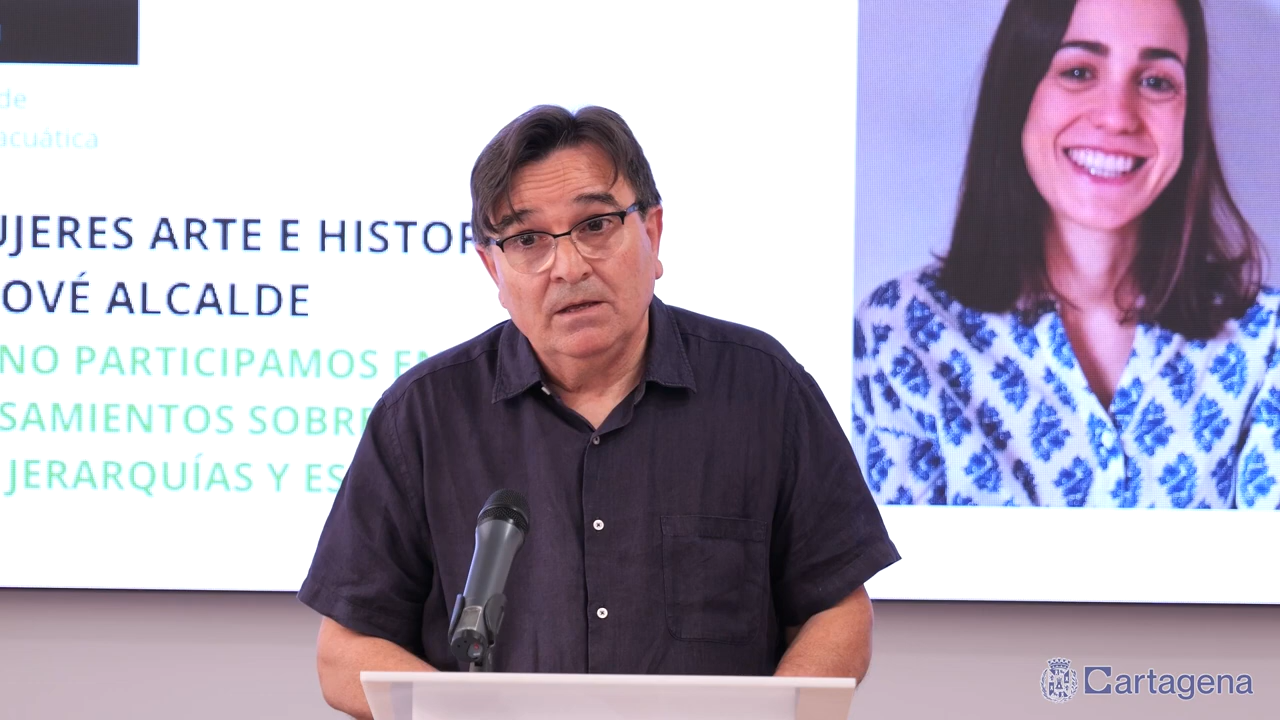 de
acuática
UJERES ARTE E HISTOR
OVÉ ALCALDE
NO PARTICIPAMOS EN
SAMIENTOS SOBRE
JERARQUÍAS Y ES
Cartagena